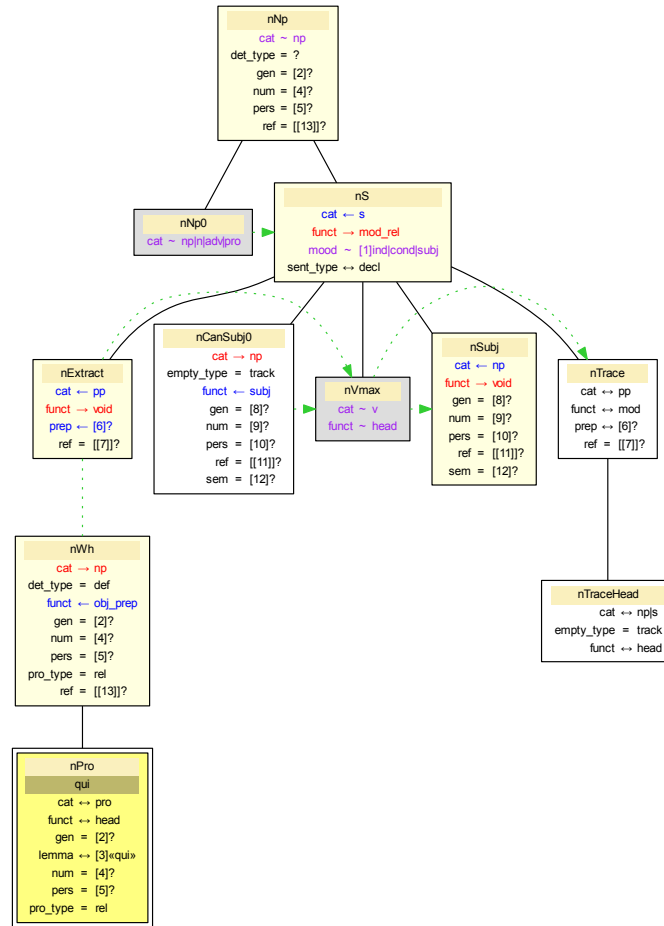 nNp
cat ~ np
det_type = ?
gen = [2]?
num = [4]?
pers = [5]?
ref = [[13]]?
nNp0
cat ~ np|n|adv|pro
nS
cat ← s
funct → mod_rel
mood ~ [1]ind|cond|subj
sent_type ↔ decl
nExtract
cat ← pp
funct → void
prep ← [6]?
ref = [[7]]?
nCanSubj0
cat → np
empty_type = track
funct ← subj
gen = [8]?
num = [9]?
pers = [10]?
ref = [[11]]?
sem = [12]?
nVmax
cat ~ v
funct ~ head
nSubj
cat ← np
funct → void
gen = [8]?
num = [9]?
pers = [10]?
ref = [[11]]?
sem = [12]?
nTrace
cat ↔ pp
funct ↔ mod
prep ↔ [6]?
ref = [[7]]?
nWh
cat → np
det_type = def
funct ← obj_prep
gen = [2]?
num = [4]?
pers = [5]?
pro_type = rel
ref = [[13]]?
nTraceHead
cat ↔ np|s
empty_type = track
funct ↔ head
nPro
qui
cat ↔ pro
funct ↔ head
gen = [2]?
lemma ↔ [3]«qui»
num = [4]?
pers = [5]?
pro_type = rel